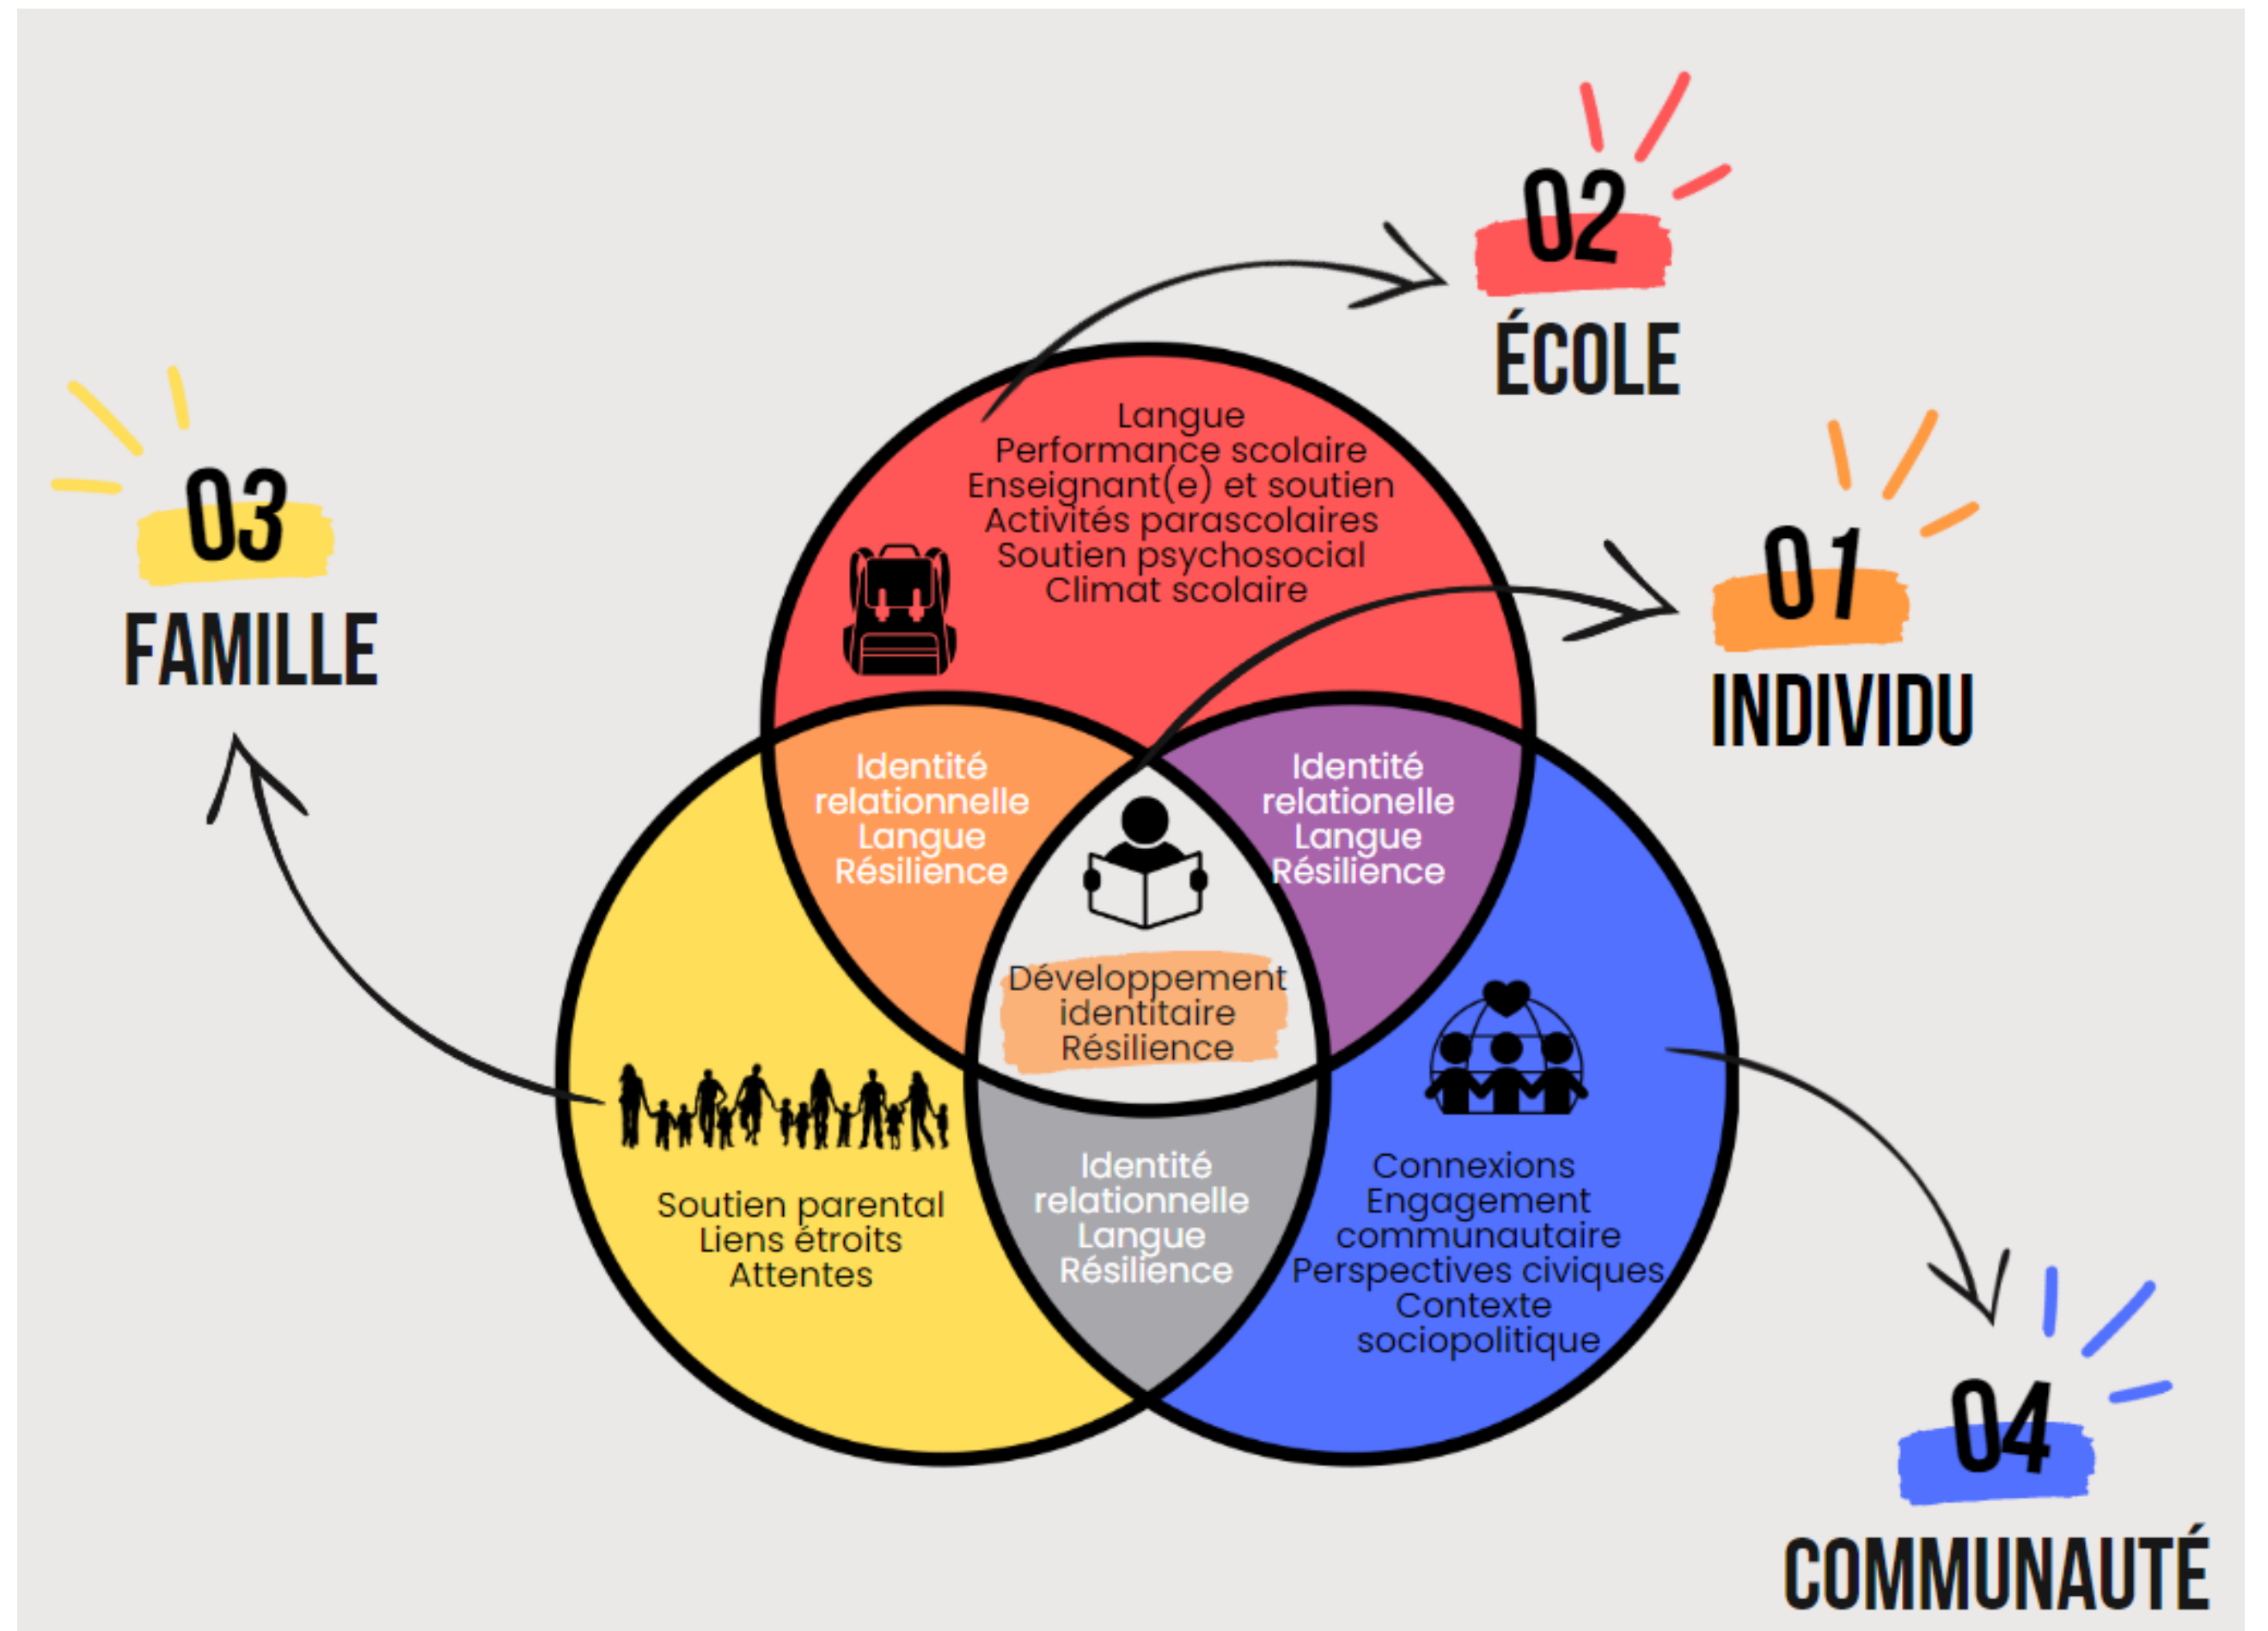 02
ÉCOLE
01
INDIVIDU
03
FAMILLE
Langue
Performance scolaire
Enseignant(e) et soutien
Activités parascolaires
Soutien psychosocial
Climat scolaire
Identité
relationnelle
Langue
Résilience
Identité
relationelle
Langue
Résilience
Développement
identitaire
Résilience
Soutien parental
Liens étroits
Attentes
Identité
relationnelle
Langue
Résilience
Connexions
Engagement
communautaire
Perspectives civiques
Contexte
sociopolitique
04
COMMUNAUTÉ